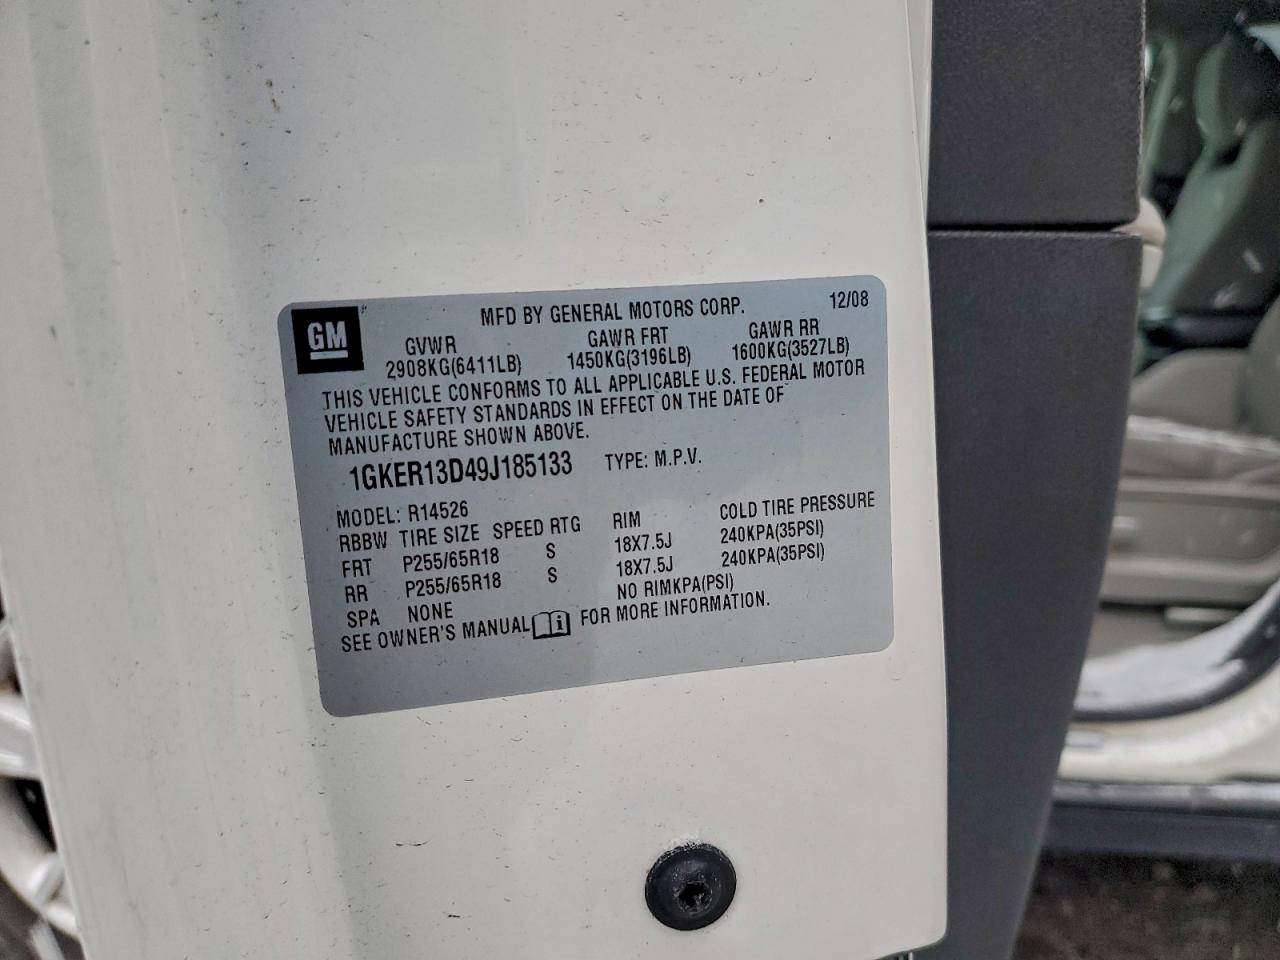 GM
MFD BY GENERAL MOTORS CORP. 12/08
GVWR GAWR FRT GAWR RR
2908KG(6411LB) 1450KG(3196LB) 1600KG(3527LB)
THIS VEHICLE CONFORMS TO ALL APPLICABLE U.S. FEDERAL MOTOR
VEHICLE SAFETY STANDARDS IN EFFECT ON THE DATE OF
MANUFACTURE SHOWN ABOVE.
1GKER13D49J185133 TYPE: M.P.V.
MODEL: R14526
RBBW TIRE SIZE SPEED RTG RIM COLD TIRE PRESSURE
FRT P255/65R18 S 18X7.5J 240KPA(35PSI)
RR P255/65R18 S 18X7.5J 240KPA(35PSI)
SPA NONE NO RIMKPA(PSI)
SEE OWNER'S MANUAL i FOR MORE INFORMATION.